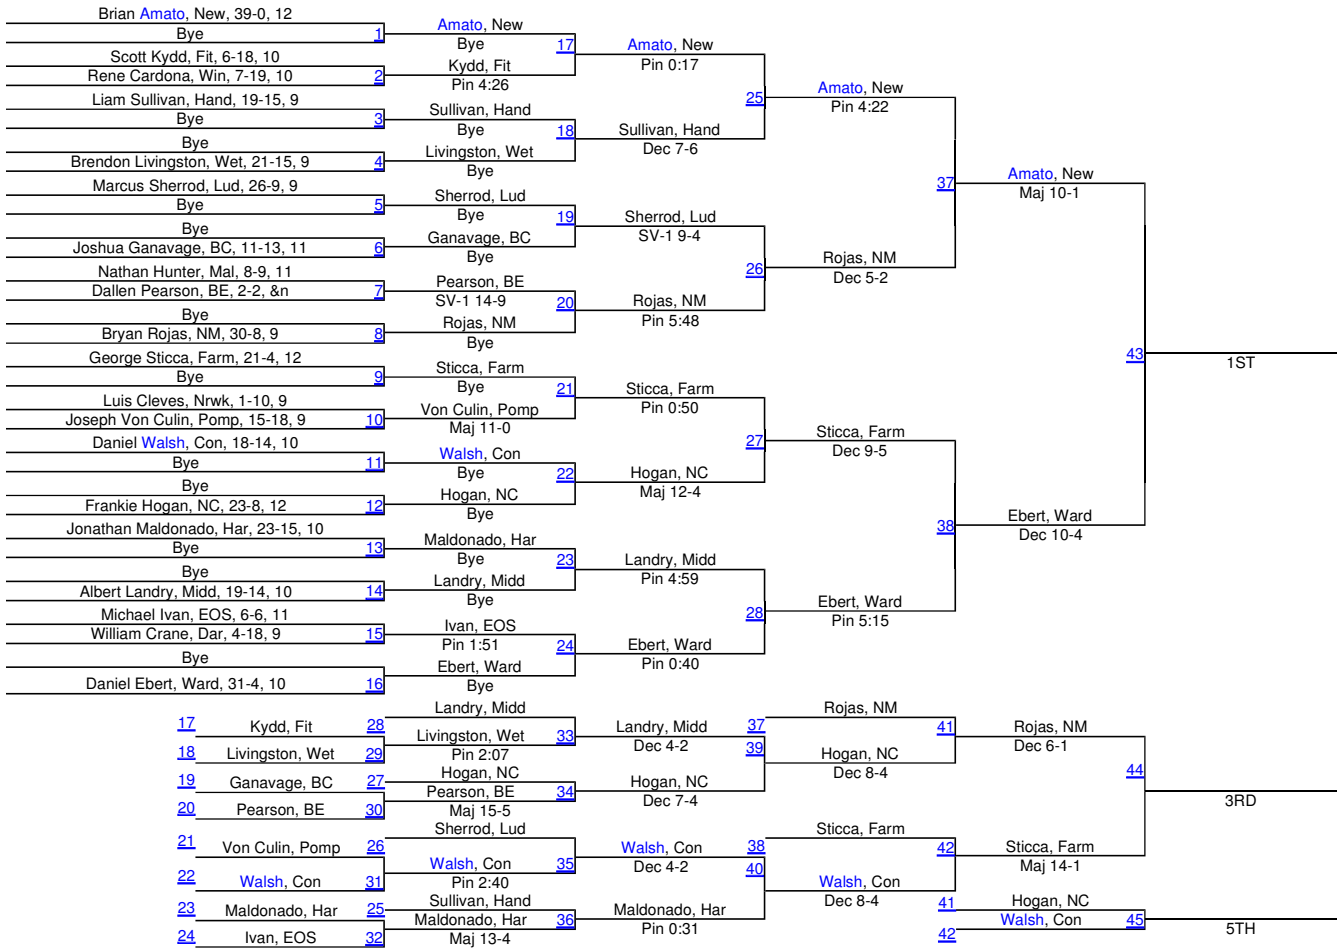 Brian Amato, New, 39-0, 12
Bye
1
Scott Kydd, Fit, 6-18, 10
Rene Cardona, Win, 7-19, 10
2
Liam Sullivan, Hand, 19-15, 9
Bye
3
Bye
Brendon Livingston, Wet, 21-15, 9
4
Marcus Sherrod, Lud, 26-9, 9
Bye
5
Bye
Joshua Ganavage, BC, 11-13, 11
6
Nathan Hunter, Mal, 8-9, 11
Dallen Pearson, BE, 2-2, &n
7
Bye
Bryan Rojas, NM, 30-8, 9
8
George Sticca, Farm, 21-4, 12
Bye
9
Luis Cleves, Nrwk, 1-10, 9
Joseph Von Culin, Pomp, 15-18, 9
10
Daniel Walsh, Con, 18-14, 10
Bye
11
Bye
Frankie Hogan, NC, 23-8, 12
12
Jonathan Maldonado, Har, 23-15, 10
Bye
13
Bye
Albert Landry, Midd, 19-14, 10
14
Michael Ivan, EOS, 6-6, 11
William Crane, Dar, 4-18, 9
15
Bye
Daniel Ebert, Ward, 31-4, 10
16
Amato, New
Bye
17
Kydd, Fit
Pin 4:26
Sullivan, Hand
Bye
18
Livingston, Wet
Bye
Sherrod, Lud
Bye
19
Ganavage, BC
Bye
Pearson, BE
SV-1 14-9
20
Rojas, NM
Bye
Sticca, Farm
Bye
21
Von Culin, Pomp
Maj 11-0
Walsh, Con
Bye
22
Hogan, NC
Bye
Maldonado, Har
Bye
23
Landry, Midd
Bye
Ivan, EOS
Pin 1:51
24
Ebert, Ward
Bye
Amato, New
Pin 0:17
25
Sullivan, Hand
Dec 7-6
Sherrod, Lud
SV-1 9-4
26
Rojas, NM
Pin 5:48
Sticca, Farm
Pin 0:50
27
Hogan, NC
Maj 12-4
Landry, Midd
Pin 4:59
28
Ebert, Ward
Pin 0:40
Amato, New
Pin 4:22
37
Rojas, NM
Dec 5-2
Sticca, Farm
Dec 9-5
38
Ebert, Ward
Pin 5:15
Amato, New
Maj 10-1
43
Ebert, Ward
Dec 10-4
1ST
17
Kydd, Fit
28
18
Livingston, Wet
29
19
Ganavage, BC
27
20
Pearson, BE
30
21
Von Culin, Pomp
26
22
Walsh, Con
31
23
Maldonado, Har
25
24
Ivan, EOS
32
Landry, Midd
Livingston, Wet
33
Pin 2:07
Hogan, NC
Pearson, BE
34
Maj 15-5
Sherrod, Lud
Walsh, Con
35
Pin 2:40
Sullivan, Hand
Maldonado, Har
36
Maj 13-4
Landry, Midd
Dec 4-2
37
39
Hogan, NC
Dec 7-4
Walsh, Con
Dec 4-2
38
40
Maldonado, Har
Pin 0:31
Rojas, NM
41
Hogan, NC
Dec 8-4
Sticca, Farm
42
Walsh, Con
Dec 8-4
Rojas, NM
Dec 6-1
44
Sticca, Farm
Maj 14-1
3RD
41
Hogan, NC
Walsh, Con
45
42
5TH